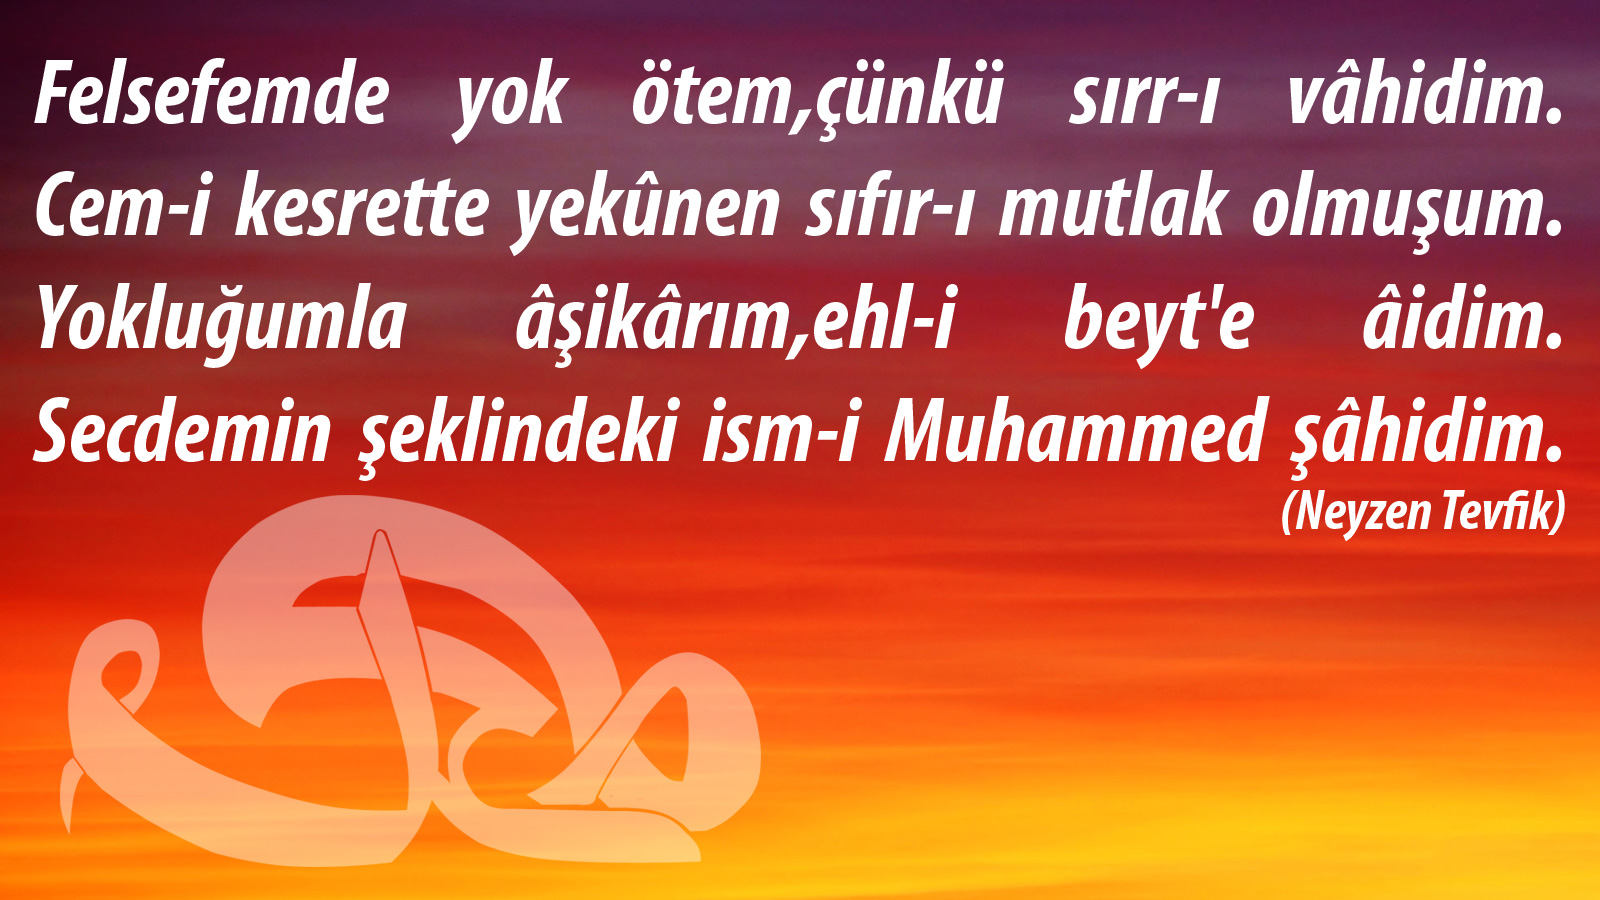 Felsefemde yok ötem,çünkü sırr-ı vâhidim.
Cem-i kesrette yekûnen sıfır-ı mutlak olmuşum.
Yokluğumla âşikârım,ehl-i beyt'e âidim.
Secdemin şeklindeki ism-i Muhammed şâhidim.
(Neyzen Tevfik)